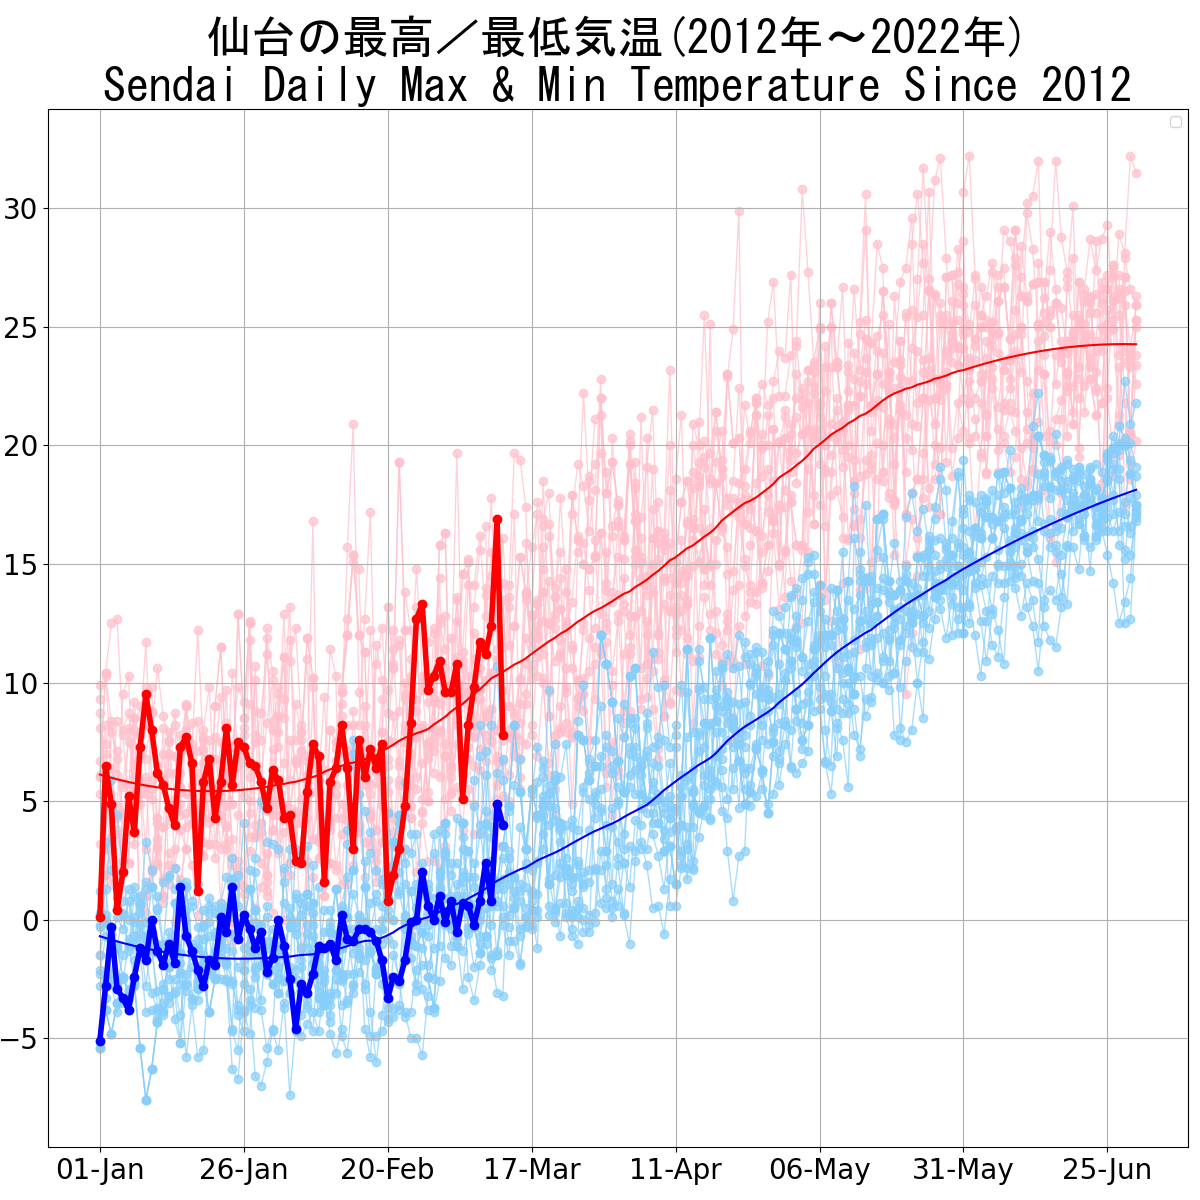 仙台の最高／最低気温(2012年～2022年)
Sendai Daily Max & Min Temperature Since 2012
30
25
20
15
10
5
0
−5
01-Jan 26-Jan 20-Feb 17-Mar 11-Apr 06-May 31-May 25-Jun